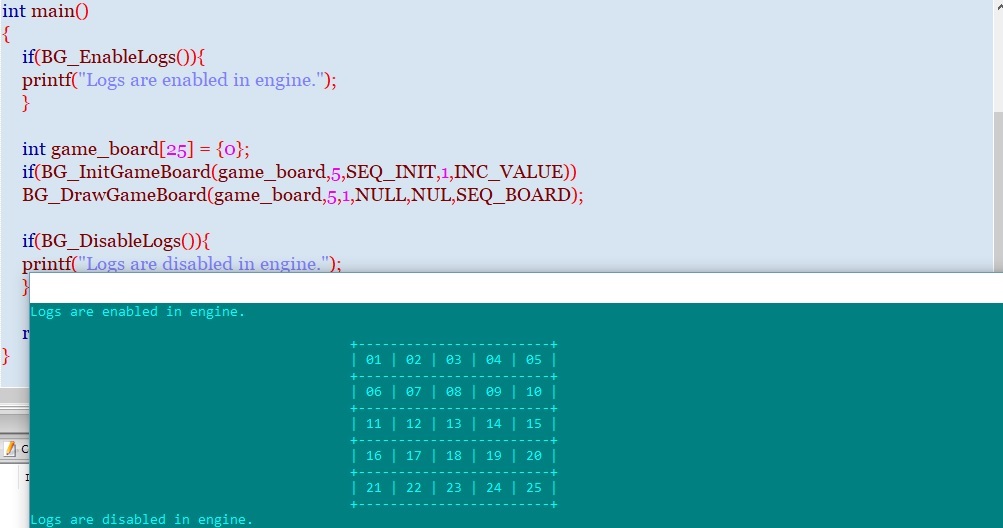 int main()
{
if(BG_EnableLogs()){
printf("Logs are enabled in engine.");
}
int game_board[25] = {0};
if(BG_InitGameBoard(game_board,5,SEQ_INIT,1,INC_VALUE))
BG_DrawGameBoard(game_board,5,1,NULL,NUL,SEQ_BOARD);
if(BG_DisableLogs()){
printf("Logs are disabled in engine.");
}
r
}
Logs are enabled in engine.
+------------------------+
| 01 | 02 | 03 | 04 | 05 |
+------------------------+
| 06 | 07 | 08 | 09 | 10 |
+------------------------+
| 11 | 12 | 13 | 14 | 15 |
+------------------------+
| 16 | 17 | 18 | 19 | 20 |
+------------------------+
| 21 | 22 | 23 | 24 | 25 |
+------------------------+
Logs are disabled in engine.